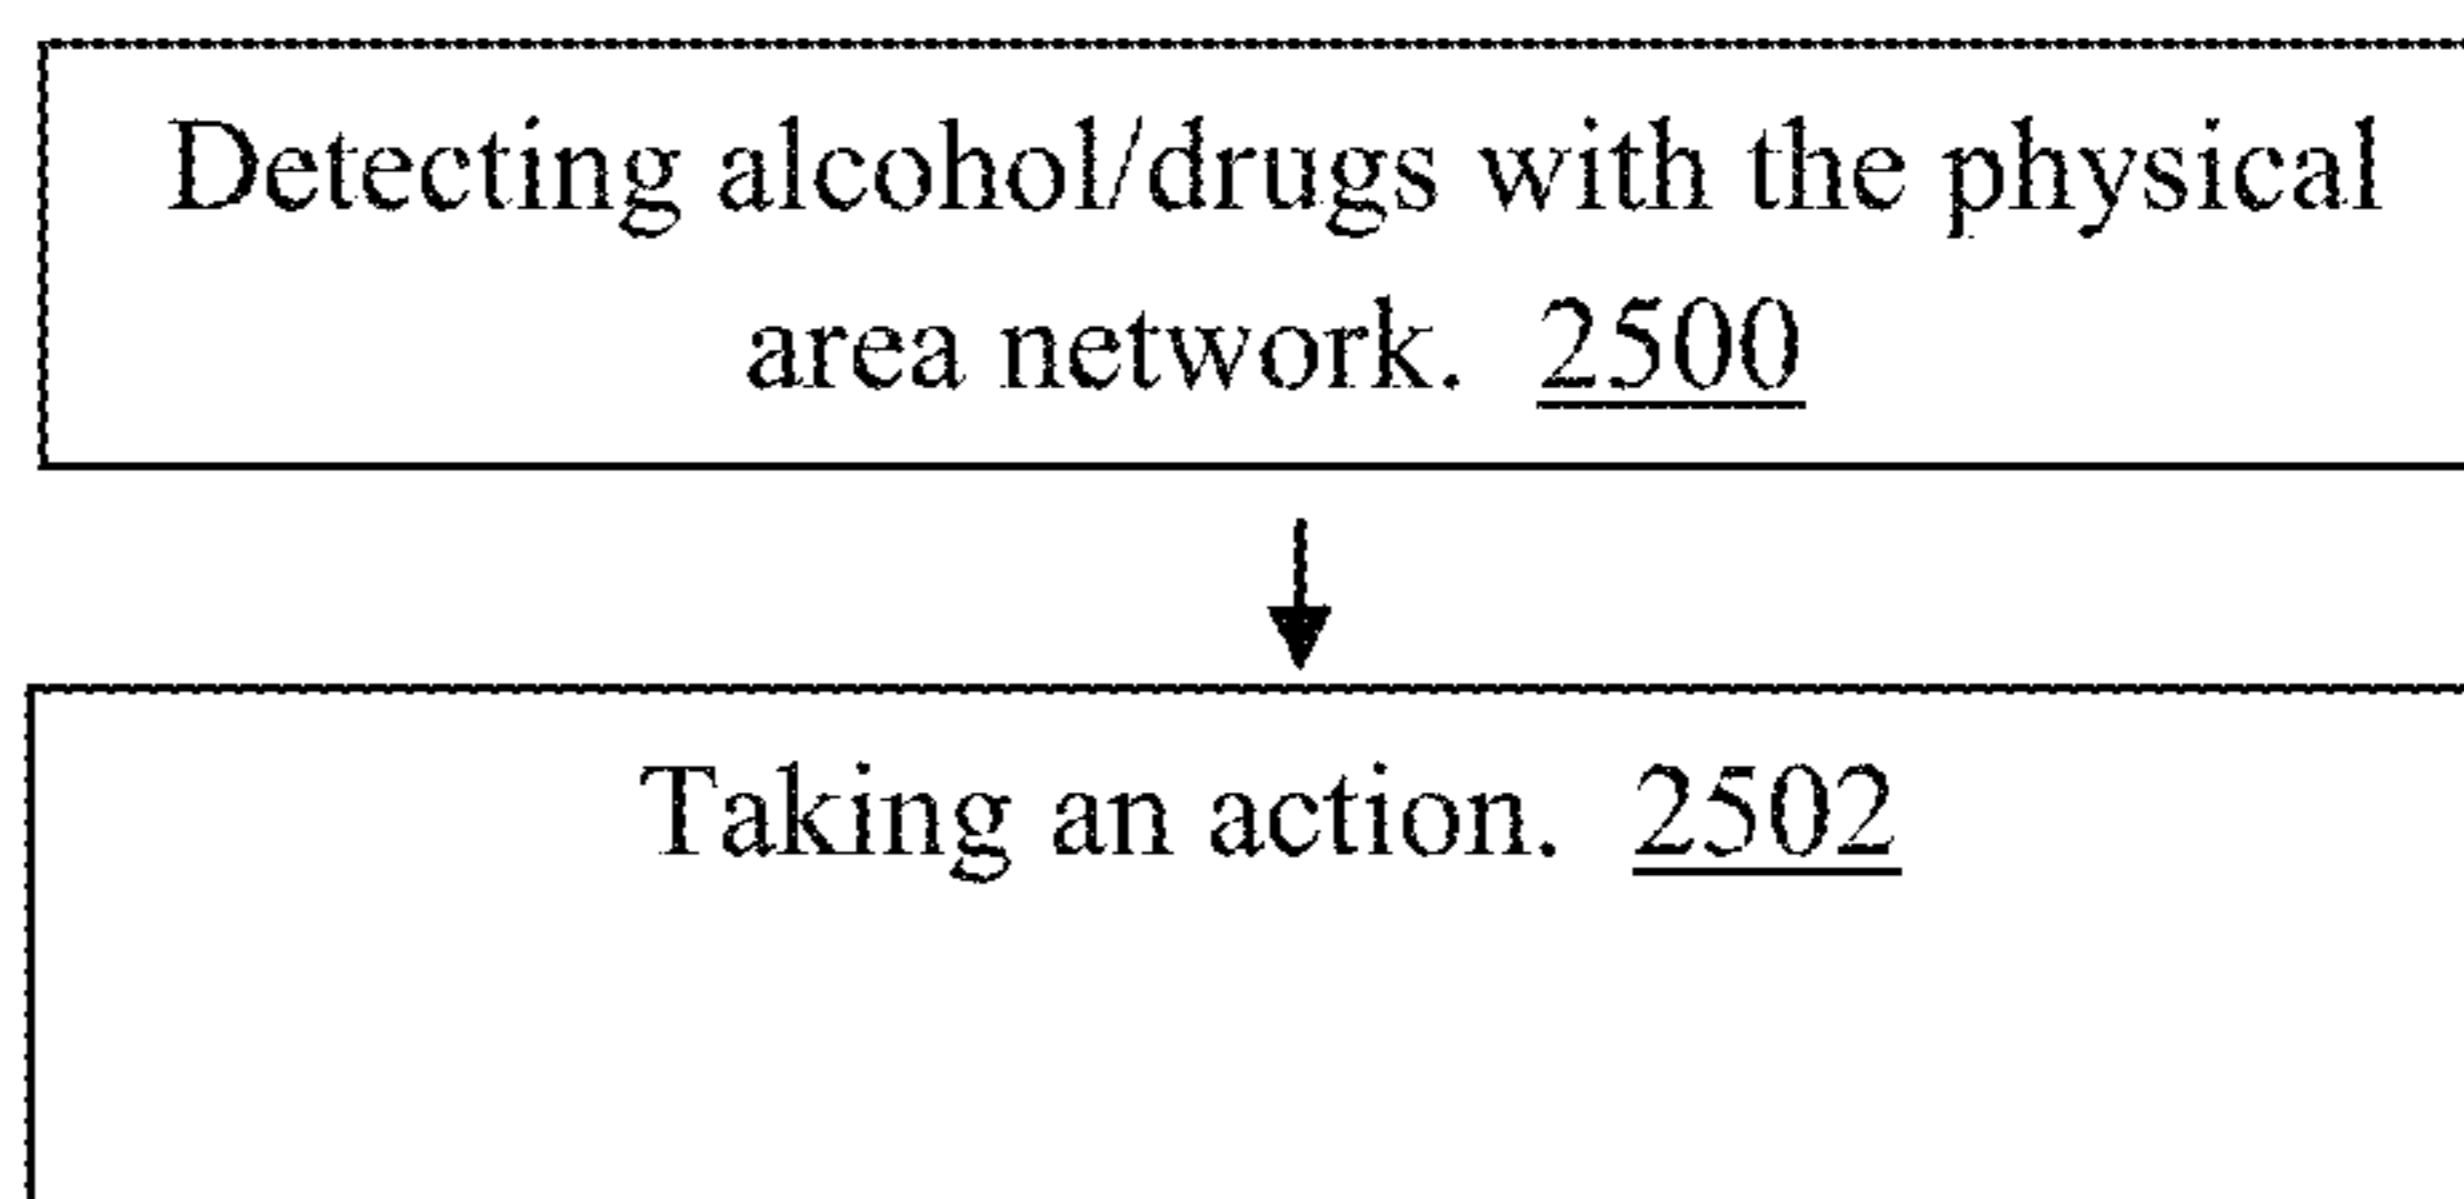 Detecting alcohol/drugs with the physical
area network. 2500
Taking an action. 2502